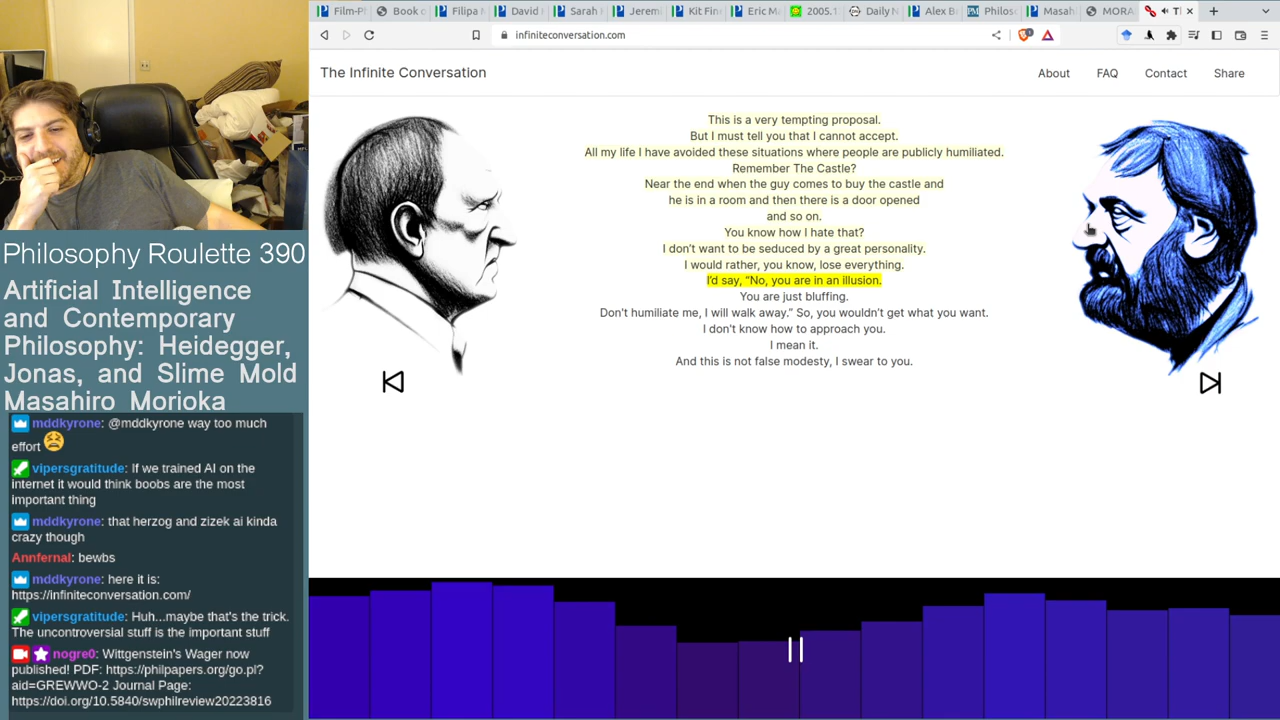 Film-P
Book o
Filipa
David
Sarah
Jerem
Kit Fin
Eric Ma
2005.1
Daily N
Alex B
Philos
Masah
MORA
infiniteconversation.com
The Infinite Conversation
About
FAQ
Contact
Share
This is a very tempting proposal.
But I must tell you that I cannot accept.
All my life I have avoided these situations where people are publicly humiliated.
Remember The Castle?
Near the end when the guy comes to buy the castle and
he is in a room and then there is a door opened
and so on.
You know how I hate that?
I don't want to be seduced by a great personality.
I would rather, you know, lose everything.
I'd say, “No, you are in an illusion.
You are just bluffing.
Don't humiliate me, I will walk away.” So, you wouldn't get what you want.
I don't know how to approach you.
I mean it.
And this is not false modesty, I swear to you.
Philosophy Roulette 390
Artificial Intelligence
and Contemporary
Philosophy: Heidegger,
Jonas, and Slime Mold
Masahiro Morioka
mddkyrone: @mddkyrone way too much
effort
vipersgratitude: If we trained AI on the
internet it would think boobs are the most
important thing
mddkyrone: that herzog and zizek ai kinda
crazy though
Annfernal: bewbs
mddkyrone: here it is:
https://infiniteconversation.com/
vipersgratitude: Huh...maybe that's the trick.
The uncontroversial stuff is the important stuff
nogre0: Wittgenstein's Wager now
published! PDF: https://philpapers.org/go.pl?
aid=GREWWO-2 Journal Page:
https://doi.org/10.5840/swphilreview20223816